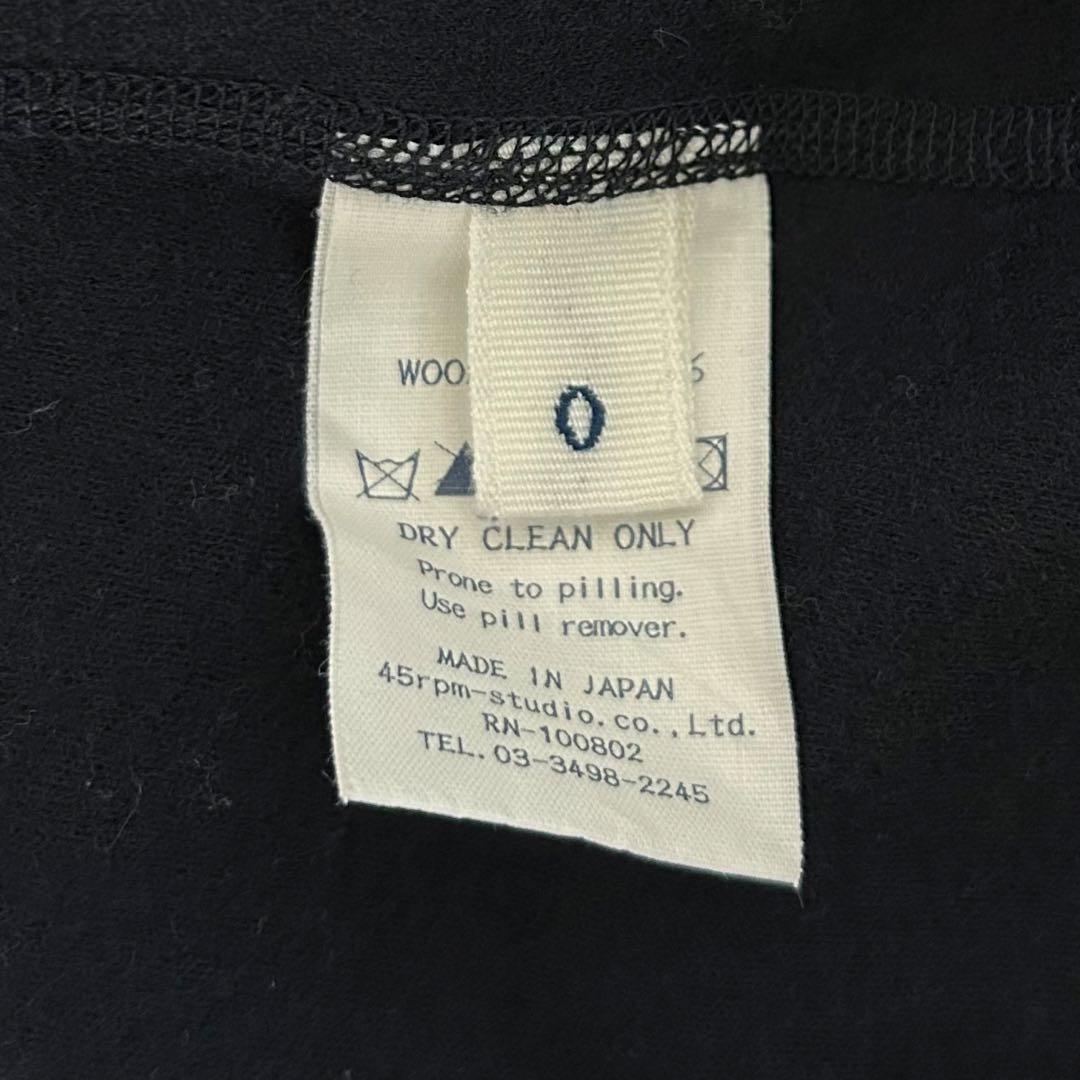 0
DRY CLEAN ONLY
Prone to pilling.
Use pill remover.
MADE IN JAPAN
45rpm-studio.co.,Ltd.
RN-100802
TEL.03-3498-2245